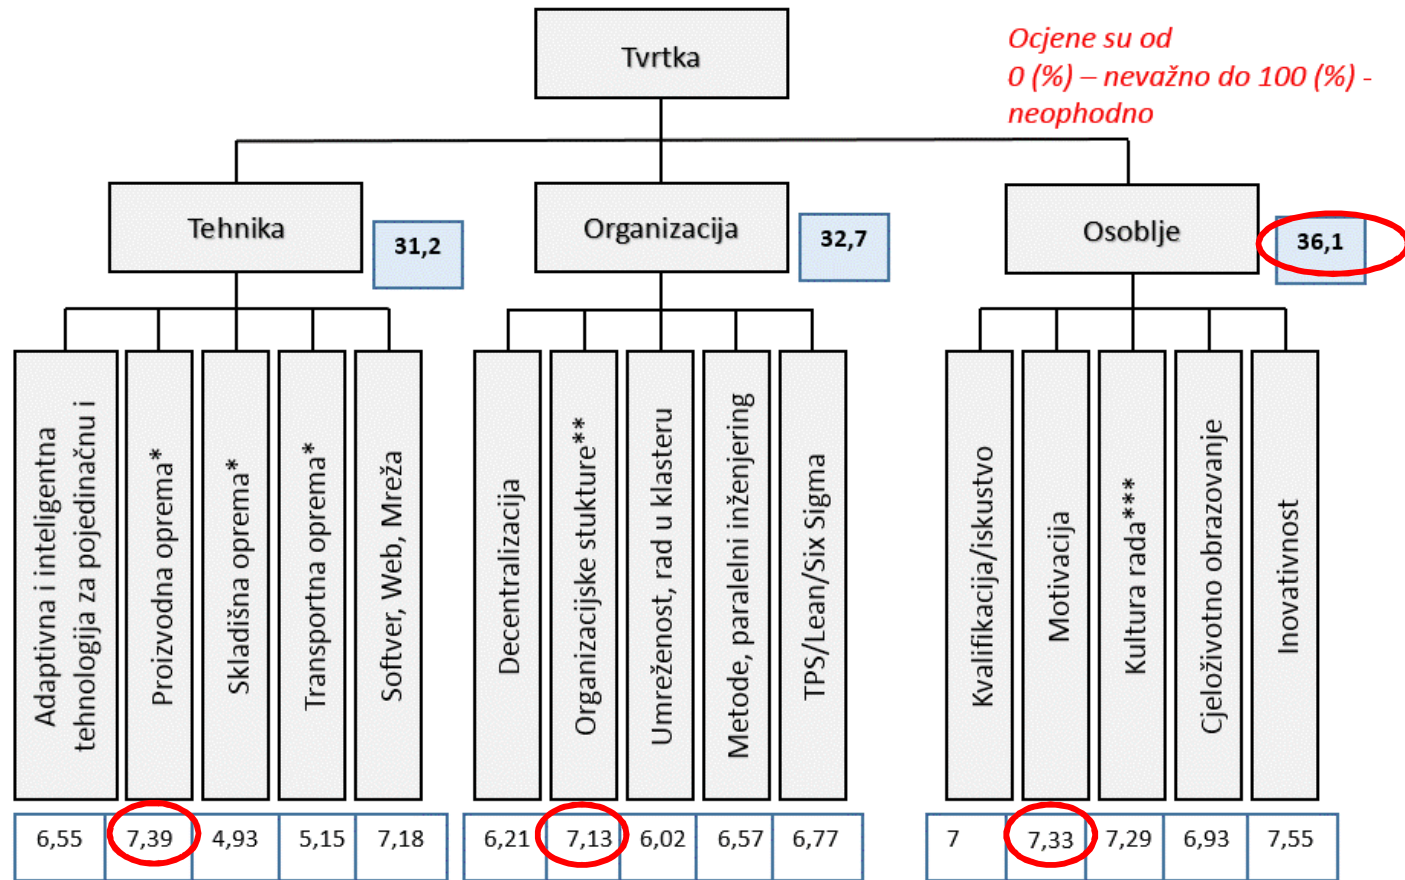 Tvrtka
Ocjene su od
0 (%) – nevažno do 100 (%) -
neophodno
Tehnika
31,2
Organizacija
32,7
Osoblje
36,1
Adaptivna i inteligentna
tehnologija za pojedinačnu i
Proizvodna oprema*
Skladišna oprema*
Transportna oprema*
Softver, Web, Mreža
Decentralizacija
Organizacijske stukture**
Umreženost, rad u klasteru
Metode, paralelni inženjering
TPS/Lean/Six Sigma
Kvalifikacija/iskustvo
Motivacija
Kultura rada***
Cjeloživotno obrazovanje
Inovativnost
6,55 7,39 4,93 5,15 7,18 6,21 7,13 6,02 6,57 6,77 7 7,33 7,29 6,93 7,55